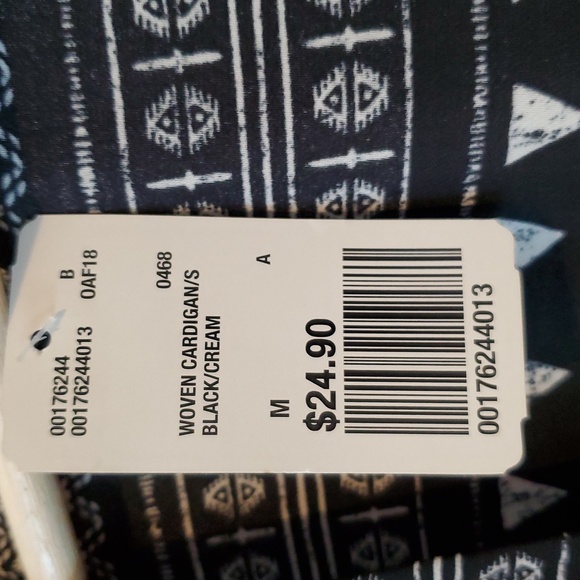 00176244 B
00176244013 0AF18
0468
WOVEN CARDIGAN/S
BLACK/CREAM
A
M
$24.90
00176244013